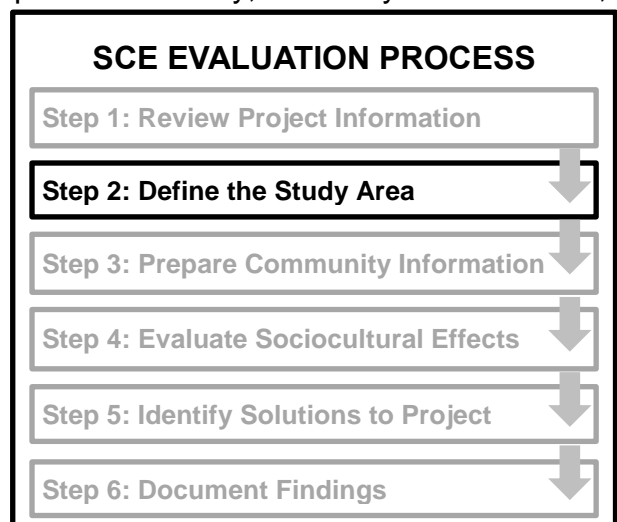 SCE EVALUATION PROCESS
Step 1: Review Project Information
Step 2: Define the Study Area
Step 3: Prepare Community Information
Step 4: Evaluate Sociocultural Effects
Step 5: Identify Solutions to Project
Step 6: Document Findings